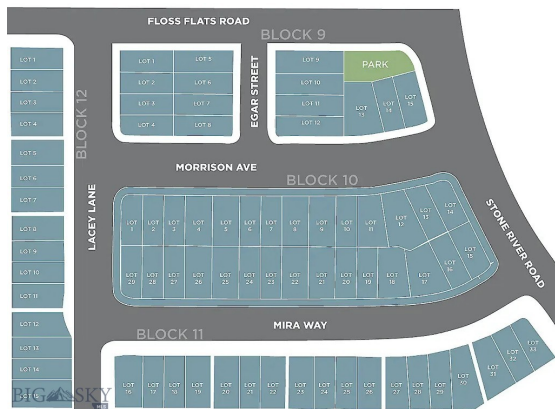 FLOSS FLATS ROAD
BLOCK 9
LOT 1
LOT 2
LOT 3
LOT 4
LOT 5
LOT 6
LOT 7
LOT 8
LOT 9
LOT 10
LOT 11
LOT 12
LOT 13
LOT 14
BLOCK 12
LACEY LANE
LOT 1
LOT 2
LOT 3
LOT 4
LOT 5
LOT 6
LOT 7
LOT 8
EGAR STREET
LOT 9
LOT 10
LOT 11
LOT 12
PARK
LOT 13
LOT 14
LOT 15
MORRISON AVE
BLOCK 10
STONE RIVER ROAD
LOT 1
LOT 2
LOT 3
LOT 4
LOT 5
LOT 6
LOT 7
LOT 8
LOT 9
LOT 10
LOT 11
LOT 12
LOT 13
LOT 14
LOT 15
LOT 16
LOT 17
LOT 18
LOT 19
LOT 20
LOT 21
LOT 22
LOT 23
LOT 24
LOT 25
LOT 26
LOT 27
LOT 28
LOT 29
MIRA WAY
BLOCK 11
LOT 16
LOT 17
LOT 18
LOT 19
LOT 20
LOT 21
LOT 22
LOT 23
LOT 24
LOT 25
LOT 26
LOT 27
LOT 28
LOT 29
LOT 30
LOT 31
LOT 32
LOT 33
BIG SKY